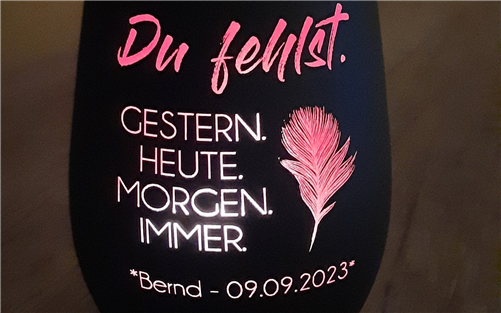 Du fehlst.
GESTERN.
HEUTE.
MORGEN.
IMMER.
*Bernd - 09.09.2023*